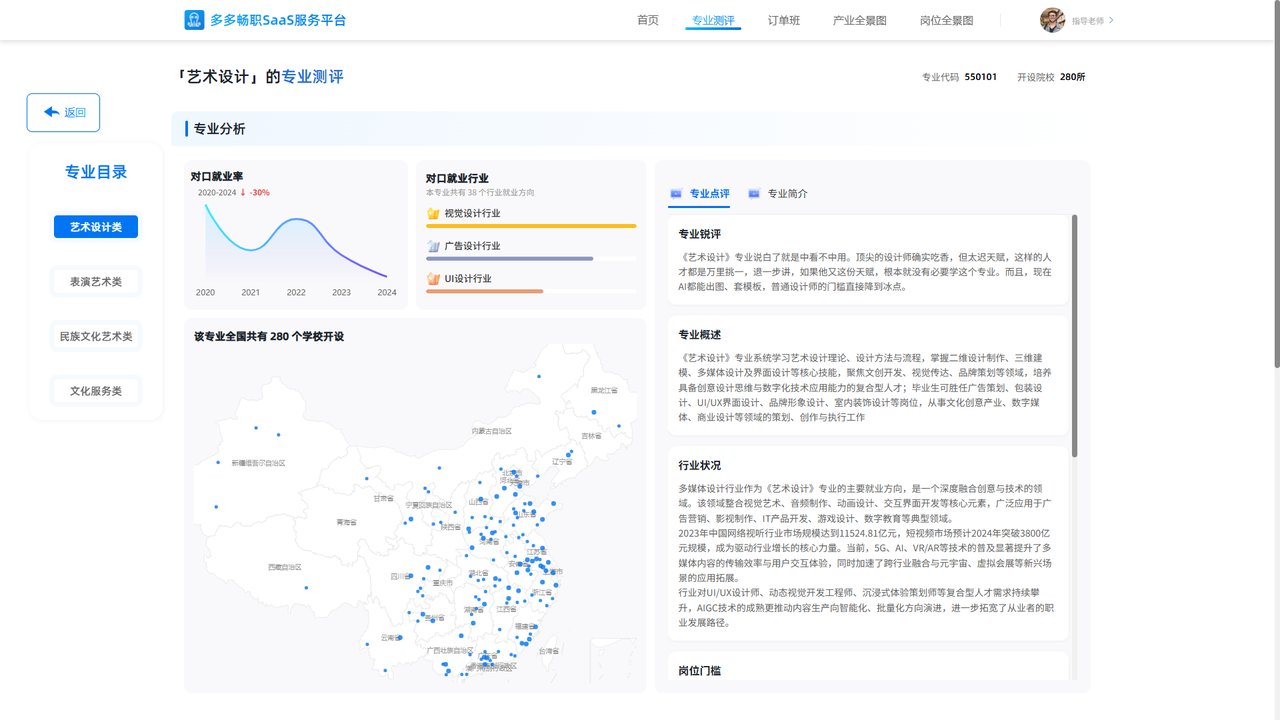 多多畅职SaaS服务平台
首页
专业测评
订单班
产业全景图
岗位全景图
指导老师
「艺术设计」的专业测评
专业代码 550101
开设院校 280所
返回
专业目录
艺术设计类
表演艺术类
民族文化艺术类
文化服务类
专业分析
对口就业率
2020-2024 ↓ -30%
2020 2021 2022 2023 2024
对口就业行业
本专业共有 38 个行业就业方向
视觉设计行业
广告设计行业
UI设计行业
该专业全国共有 280 个学校开设
黑龙江省
内蒙古自治区
吉林省
新疆维吾尔自治区
辽宁省
甘肃省
宁夏回族自治区
山西省
山东省
青海省
陕西省
河南省
江苏省
西藏自治区
四川省
重庆市
湖北省
浙江省
湖南省
江西省
贵州省
福建省
云南省
广西壮族自治区
台湾省
专业点评
专业简介
专业锐评
《艺术设计》专业说白了就是中看不中用。顶尖的设计师确实吃香，但太迟天赋，这样的人
才都是万里挑一，退一步讲，如果他又这份天赋，根本就没有必要学这个专业。而且，现在
AI都能出图、套模板，普通设计师的门槛直接降到冰点。
专业概述
《艺术设计》专业系统学习艺术设计理论、设计方法与流程，掌握二维设计制作、三维建
模、多媒体设计及界面设计等核心技能，聚焦文创开发、视觉传达、品牌策划等领域，培养
具备创意设计思维与数字化技术应用能力的复合型人才；毕业生可胜任广告策划、包装设
计、UI/UX界面设计、品牌形象设计、室内装饰设计等岗位，从事文化创意产业、数字媒
体、商业设计等领域的策划、创作与执行工作
行业状况
多媒体设计行业作为《艺术设计》专业的主要就业方向，是一个深度融合创意与技术的领
域。该领域整合视觉艺术、音频制作、动画设计、交互界面开发等核心元素，广泛应用于广
告营销、影视制作、IT产品开发、游戏设计、数字教育等典型领域。
2023年中国网络视听行业市场规模达到11524.81亿元，短视频市场预计2024年突破3800亿
元规模，成为驱动行业增长的核心力量。当前，5G、AI、VR/AR等技术的普及显著提升了多
媒体内容的传输效率与用户交互体验，同时加速了跨行业融合与元宇宙、虚拟会展等新兴场
景的应用拓展。
行业对UI/UX设计师、动态视觉开发工程师、沉浸式体验策划师等复合型人才需求持续攀
升，AIGC技术的成熟更推动内容生产向智能化、批量化方向演进，进一步拓宽了从业者的职
业发展路径。
岗位门槛